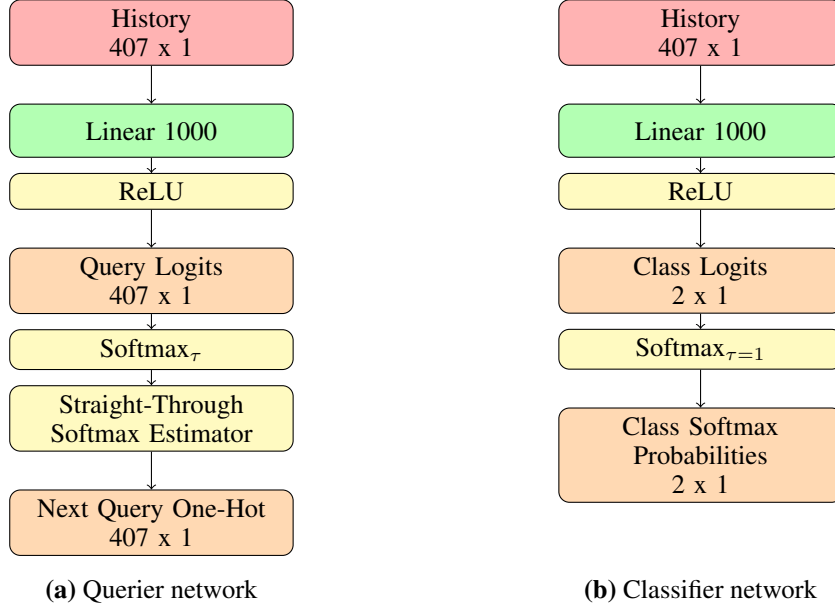 History
407 x 1
Linear 1000
ReLU
Query Logits
407 x 1
Softmaxτ
Straight-Through
Softmax Estimator
Next Query One-Hot
407 x 1
(a) Querier network
History
407 x 1
Linear 1000
ReLU
Class Logits
2 x 1
Softmaxτ=1
Class Softmax
Probabilities
2 x 1
(b) Classifier network